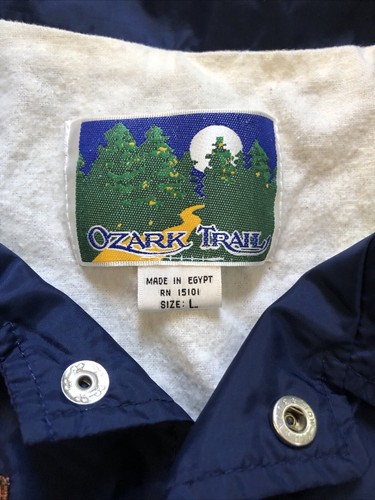 OZARK TRAIL
MADE IN EGYPT
RN 15101
SIZE: L